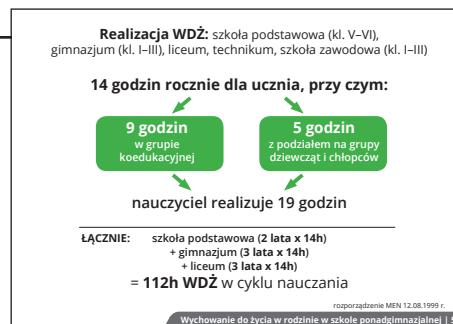 Realizacja WDŻ: szkoła podstawowa (kl. V–VI),
gimnazjum (kl. I–III), liceum, technikum, szkoła zawodowa (kl. I–III)
14 godzin rocznie dla ucznia, przy czym:
9 godzin
w grupie
koedukacyjnej
5 godzin
z podziałem na grupy
dziewcząt i chłopców
nauczyciel realizuje 19 godzin
ŁĄCZNIE: szkoła podstawowa (2 lata x 14h)
+ gimnazjum (3 lata x 14h)
+ liceum (3 lata x 14h)
= 112h WDŻ w cyklu nauczania
rozporządzenie MEN 12.08.1999 r.
Wychowanie do życia w rodzinie w szkole ponadgimnazjalnej |